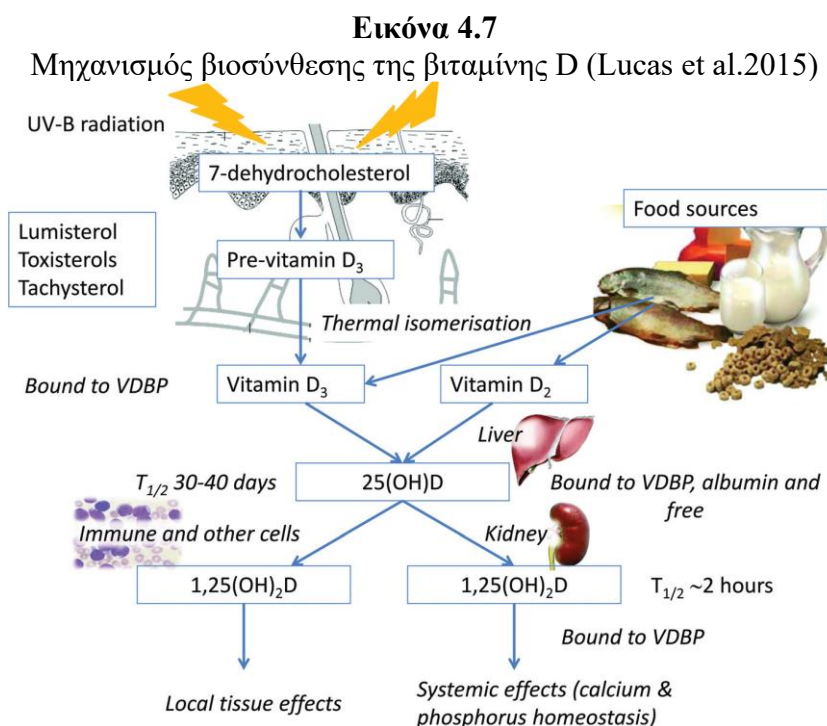 Εικόνα 4.7
Μηχανισμός βιοσύνθεσης της βιταμίνης D (Lucas et al.2015)
UV-B radiation
7-dehydrocholesterol
Food sources
Lumisterol
Toxisterols
Tachysterol
Pre-vitamin D3
Thermal isomerisation
Bound to VDBP
Vitamin D3
Vitamin D2
Liver
T1/2 30-40 days
25(OH)D
Bound to VDBP, albumin and
free
Immune and other cells
Kidney
1,25(OH)2D
1,25(OH)2D
T1/2 ~2 hours
Bound to VDBP
Local tissue effects
Systemic effects (calcium &
phosphorus homeostasis)